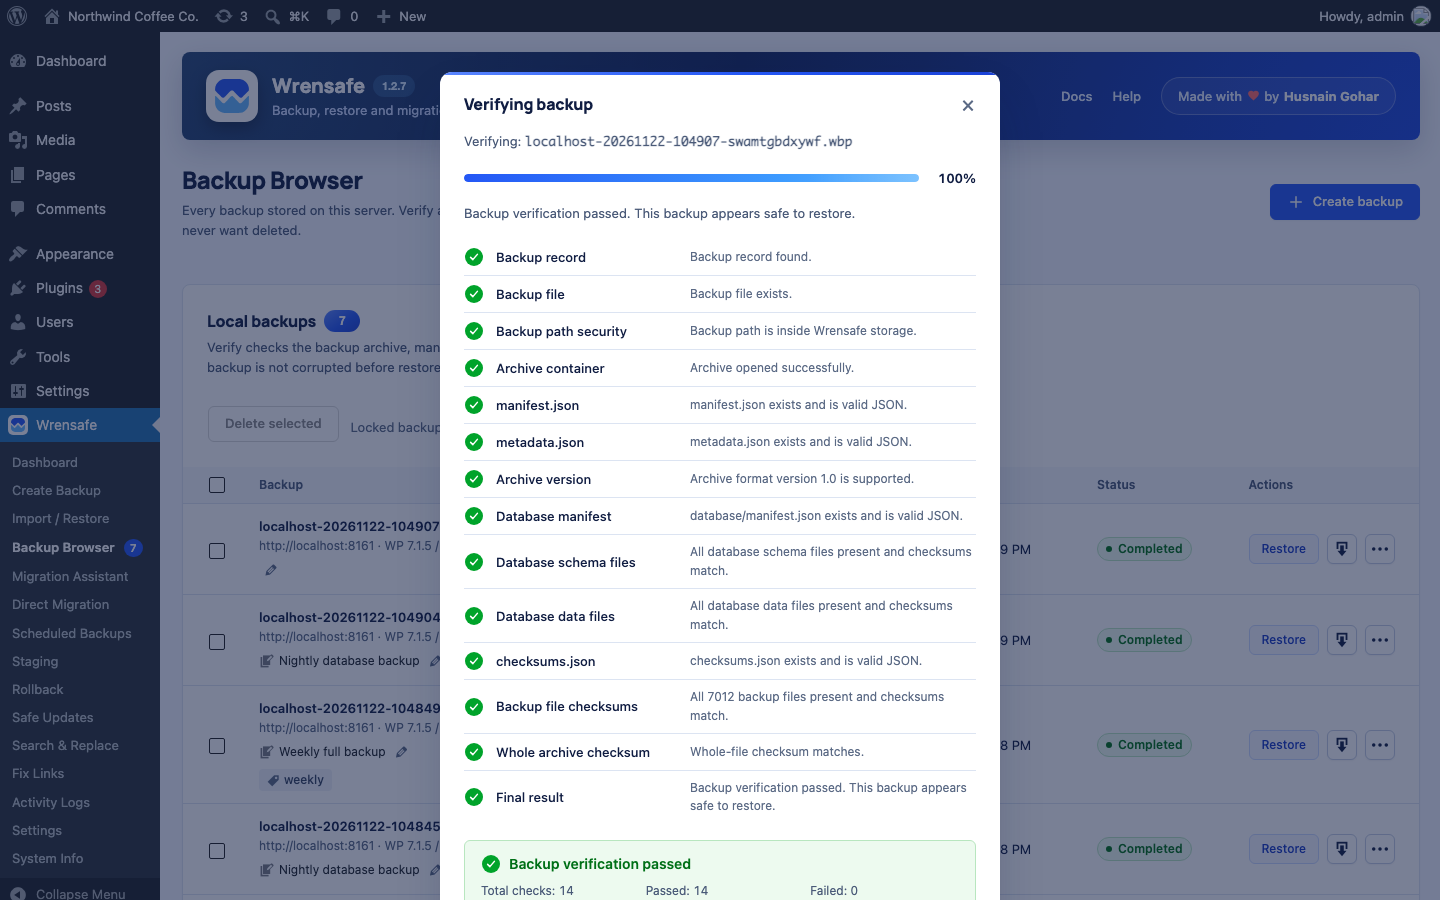 Northwind Coffee Co.
3
⌘K
0
New
Howdy, admin
Dashboard
Posts
Media
Pages
Comments
Appearance
Plugins 3
Users
Tools
Settings
Wrensafe
Dashboard
Create Backup
Import / Restore
Backup Browser 7
Migration Assistant
Direct Migration
Scheduled Backups
Staging
Rollback
Safe Updates
Search & Replace
Fix Links
Activity Logs
Settings
System Info
Collapse Menu
Wrensafe 1.2.7
Backup, restore and migrati
Docs
Help
Made with ❤ by Husnain Gohar
Backup Browser
Every backup stored on this server. Verify a
never want deleted.
Create backup
Local backups 7
Verify checks the backup archive, man
backup is not corrupted before restore
Delete selected
Locked backup
Backup
Status
Actions
localhost-20261122-104907
http://localhost:8161 · WP 7.1.5 /
9 PM
Completed
Restore
localhost-20261122-104904
http://localhost:8161 · WP 7.1.5 /
Nightly database backup
9 PM
Completed
Restore
localhost-20261122-104849
http://localhost:8161 · WP 7.1.5 /
Weekly full backup
weekly
8 PM
Completed
Restore
localhost-20261122-104845
http://localhost:8161 · WP 7.1.5 /
Nightly database backup
8 PM
Completed
Restore
Verifying backup
Verifying: localhost-20261122-104907-swamtgbdxywf.wbp
100%
Backup verification passed. This backup appears safe to restore.
Backup record
Backup record found.
Backup file
Backup file exists.
Backup path security
Backup path is inside Wrensafe storage.
Archive container
Archive opened successfully.
manifest.json
manifest.json exists and is valid JSON.
metadata.json
metadata.json exists and is valid JSON.
Archive version
Archive format version 1.0 is supported.
Database manifest
database/manifest.json exists and is valid JSON.
Database schema files
All database schema files present and checksums
match.
Database data files
All database data files present and checksums
match.
checksums.json
checksums.json exists and is valid JSON.
Backup file checksums
All 7012 backup files present and checksums
match.
Whole archive checksum
Whole-file checksum matches.
Final result
Backup verification passed. This backup appears
safe to restore.
Backup verification passed
Total checks: 14
Passed: 14
Failed: 0